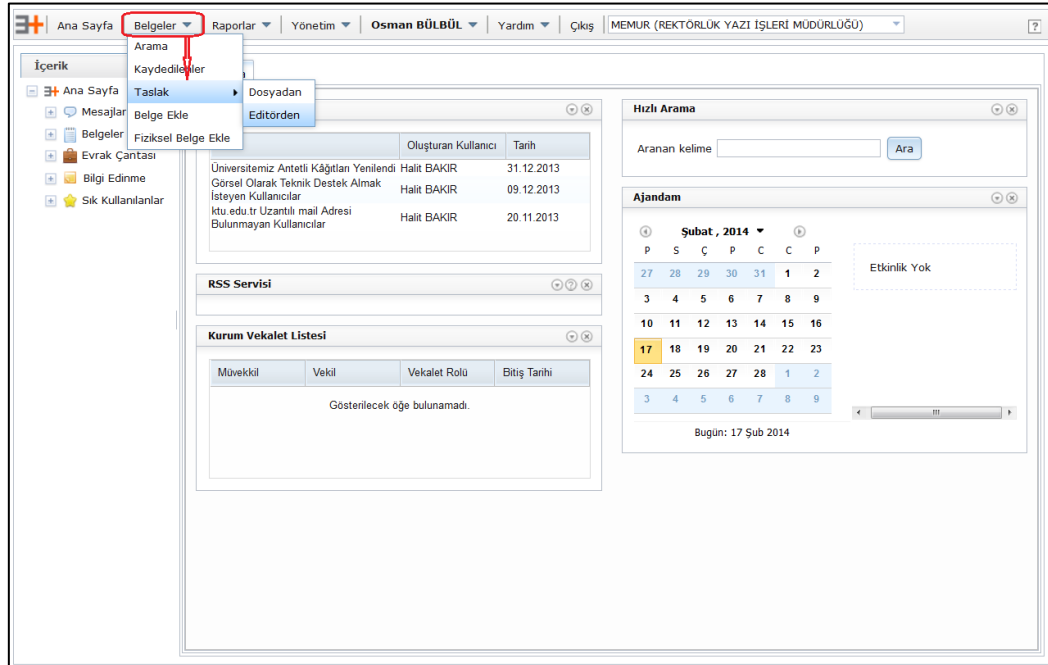 Ana Sayfa Belgeler Raporlar Yönetim Osman BÜLBÜL Yardım Çıkış MEMUR (REKTÖRLÜK YAZI İŞLERİ MÜDÜRLÜĞÜ) ?
Arama
Kaydedilenler
Taslak
Belge Ekle
Fiziksel Belge Ekle
Dosyadan
Editörden
İçerik
Ana Sayfa
Mesajlar
Belgeler
Evrak Çantası
Bilgi Edinme
Sık Kullanılanlar
Oluşturan Kullanıcı Tarih
Üniversitemiz Antetli Kâğıtları Yenilendi Halit BAKIR 31.12.2013
Görsel Olarak Teknik Destek Almak
İsteyen Kullanıcılar Halit BAKIR 09.12.2013
ktu.edu.tr Uzantılı mail Adresi
Bulunmayan Kullanıcılar Halit BAKIR 20.11.2013
RSS Servisi
Kurum Vekalet Listesi
Müvekkil Vekil Vekalet Rolü Bitiş Tarihi
Gösterilecek öğe bulunamadı.
Hızlı Arama
Aranan kelime Ara
Ajandam
Şubat , 2014
P S Ç P C C P
27 28 29 30 31 1 2
3 4 5 6 7 8 9
10 11 12 13 14 15 16
17 18 19 20 21 22 23
24 25 26 27 28 1 2
3 4 5 6 7 8 9
Bugün: 17 Şub 2014
Etkinlik Yok